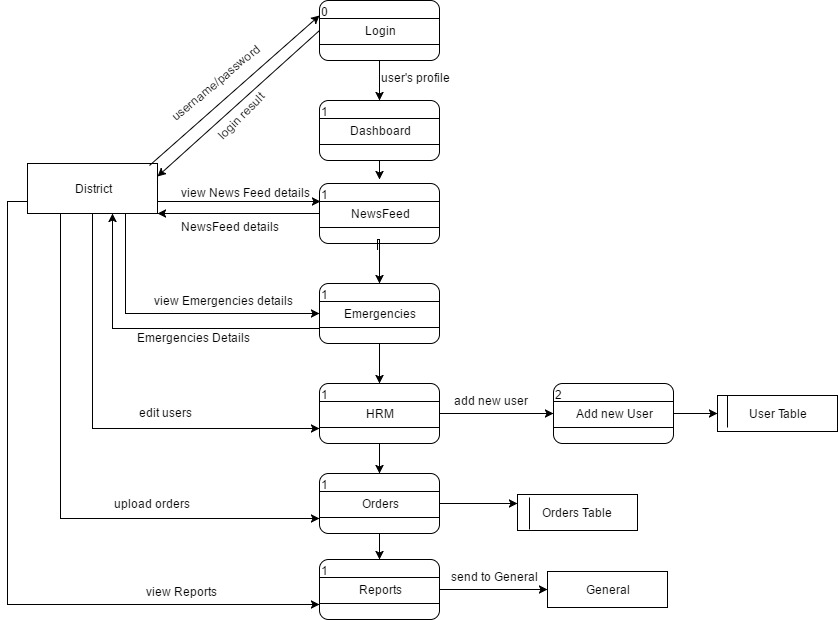 0
Login
username/password
login result
user's profile
1
Dashboard
District
view News Feed details
1
NewsFeed
NewsFeed details
view Emergencies details
1
Emergencies
Emergencies Details
edit users
1
HRM
add new user
2
Add new User
User Table
upload orders
1
Orders
Orders Table
view Reports
1
Reports
send to General
General